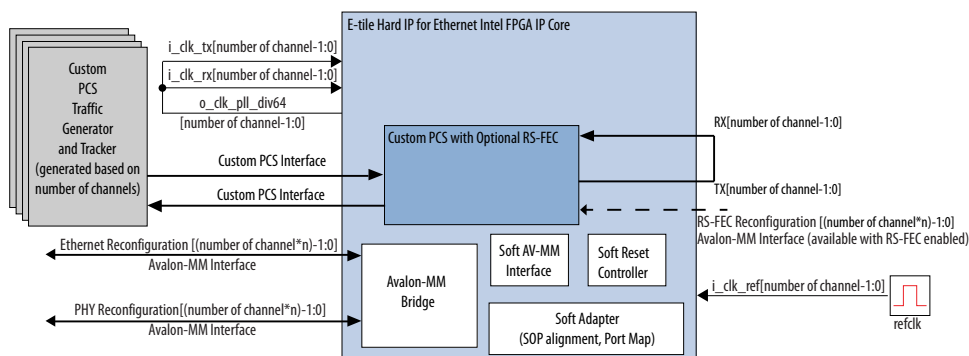 E-tile Hard IP for Ethernet Intel FPGA IP Core
Custom
PCS
Traffic
Generator
and Tracker
(generated based on
number of channels)
i_clk_tx[number of channel-1:0]
i_clk_rx[number of channel-1:0]
o_clk_pll_div64
[number of channel-1:0]
Custom PCS Interface
Custom PCS Interface
Custom PCS with Optional RS-FEC
RX[number of channel-1:0]
TX[number of channel-1:0]
RS-FEC Reconfiguration [(number of channel*n)-1:0]
Avalon-MM Interface (available with RS-FEC enabled)
Ethernet Reconfiguration [(number of channel*n)-1:0]
Avalon-MM Interface
PHY Reconfiguration[(number of channel*n)-1:0]
Avalon-MM Interface
Avalon-MM
Bridge
Soft AV-MM
Interface
Soft Reset
Controller
Soft Adapter
(SOP alignment, Port Map)
i_clk_ref[number of channel-1:0]
refclk